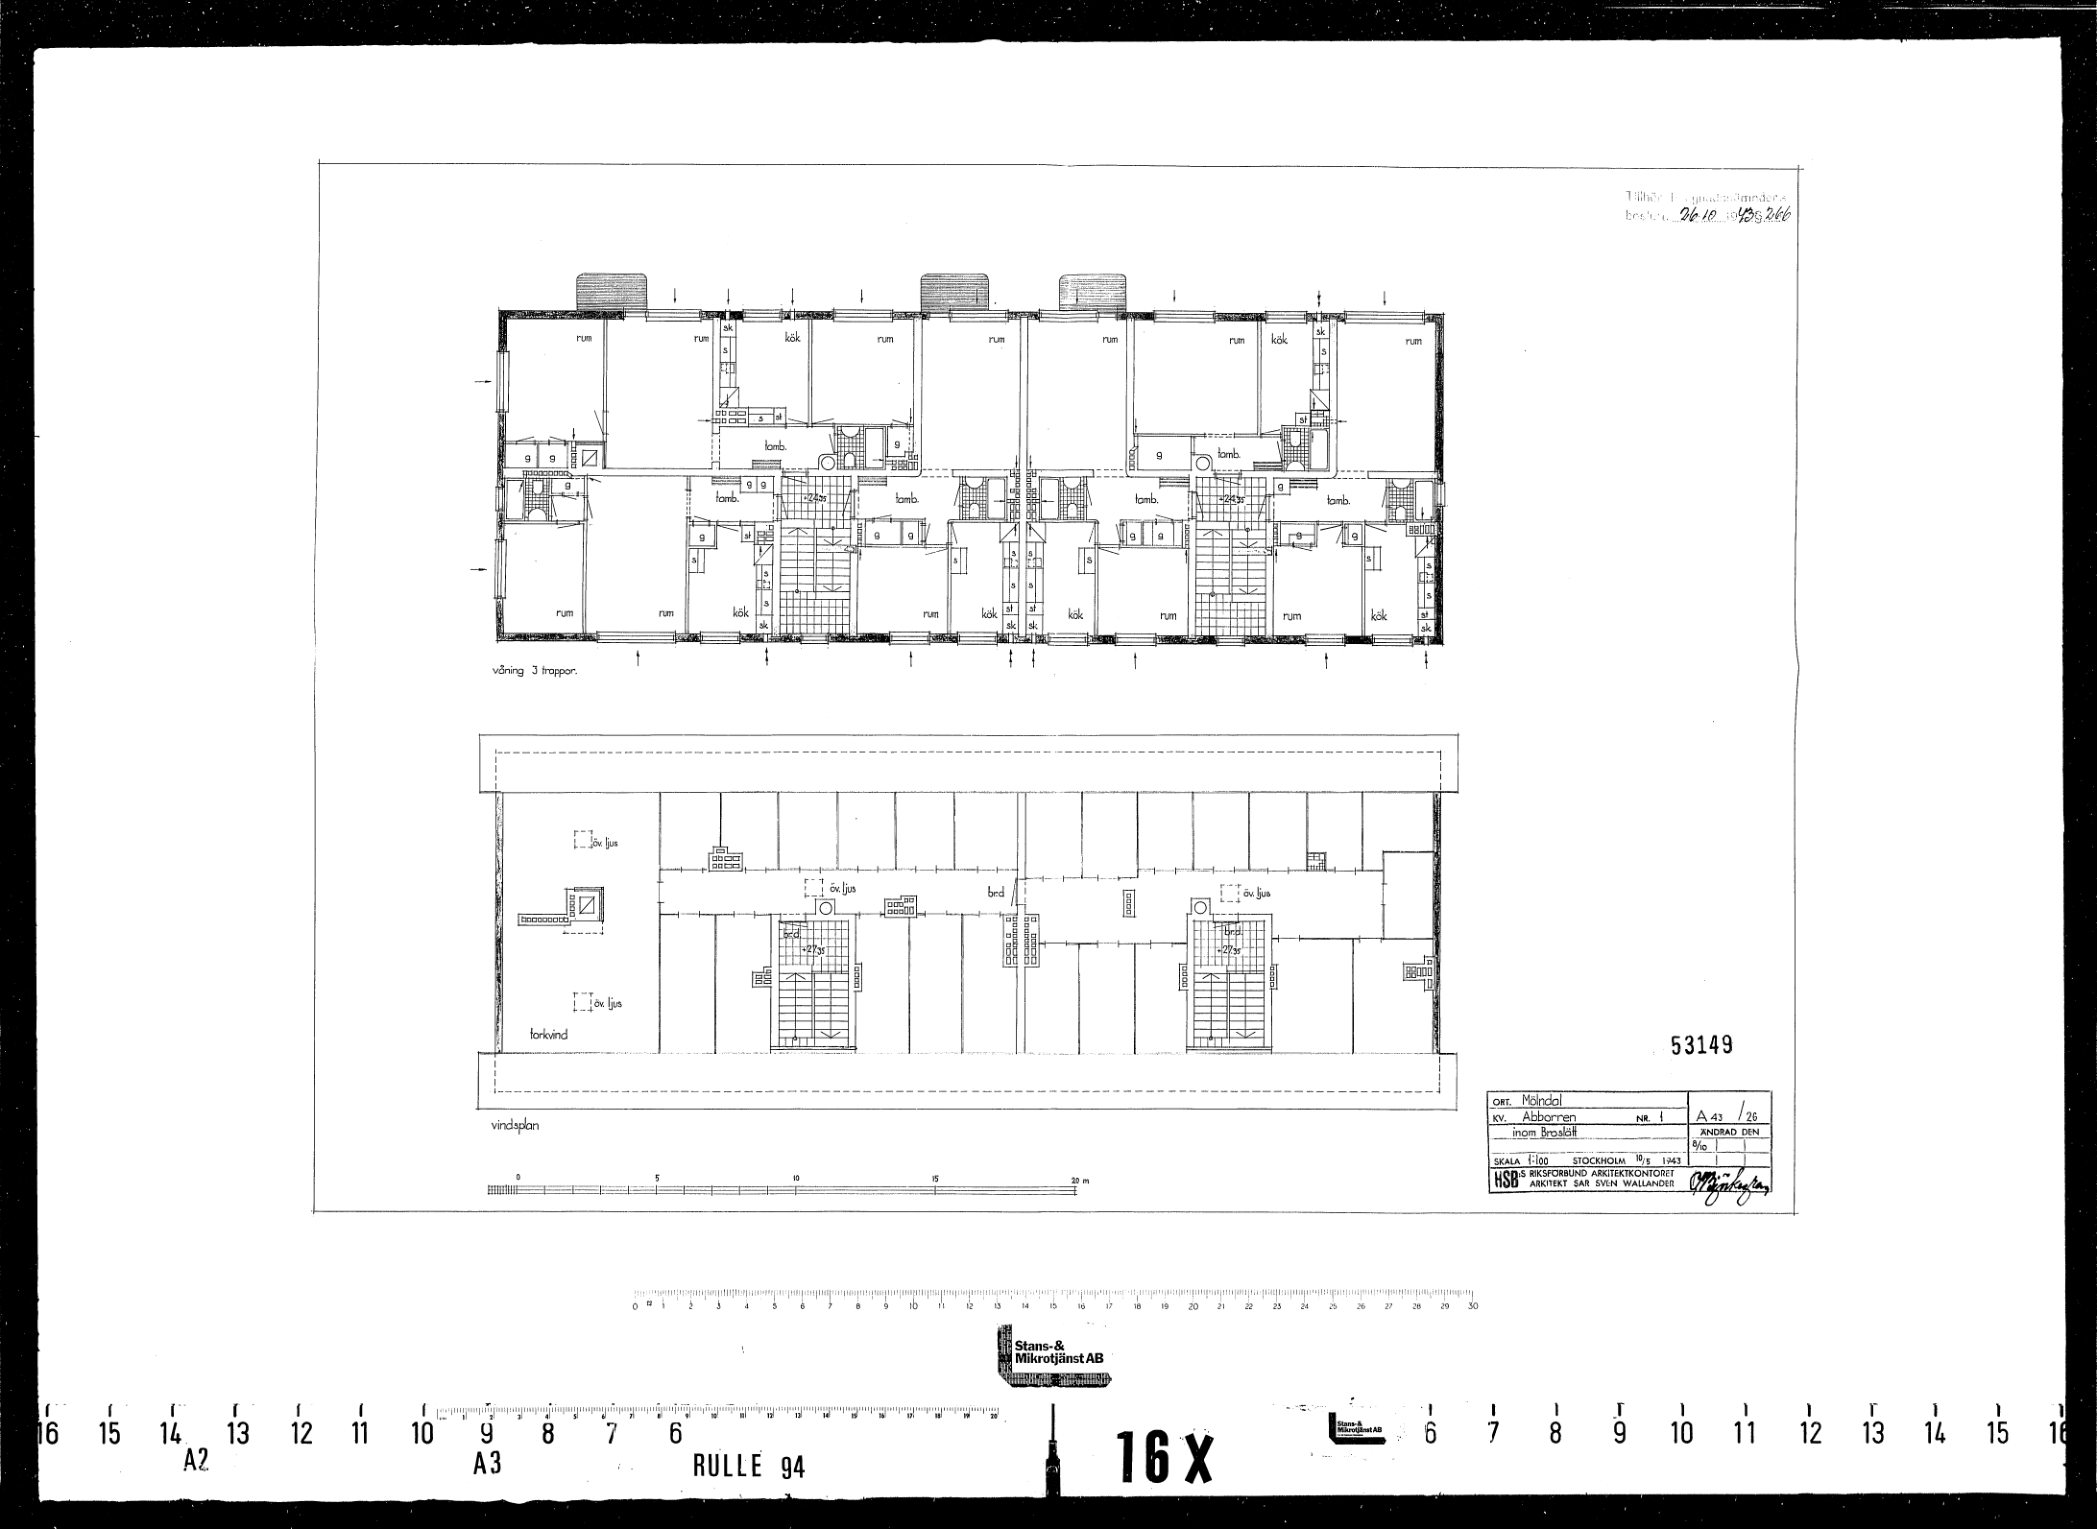 26 10 43 § 266
rum rum sk kök rum rum rum rum kök sk rum
s s
s st st
g g tamb. g g tamb.
g tamb. g g +24.35 tamb. tamb. +24.35 g tamb.
g st g g g g g g
s s s s s s s
s s s s
rum rum kök rum kök st st kök rum rum kök st
sk sk sk sk
våning 3 trappor.
öv. ljus
öv. ljus brd öv. ljus
brd. brd.
+27.35 +27.35
öv. ljus
torkvind
vindsplan
53149
ORT. Mölndal
KV. Abborren NR. 1 A 43 / 26
inom Broslätt ÄNDRAD DEN
8/10
SKALA 1:100 STOCKHOLM 10/5 1943
HSB:S RIKSFÖRBUND ARKITEKTKONTORET
ARKITEKT SAR SVEN WALLANDER
0 5 10 15 20 m
0 1 2 3 4 5 6 7 8 9 10 11 12 13 14 15 16 17 18 19 20 21 22 23 24 25 26 27 28 29 30
Stans-&
Mikrotjänst AB
Stans-&
Mikrotjänst AB
16 15 14 13 12 11 10 9 8 7 6 6 7 8 9 10 11 12 13 14 15 16
A2 A3 RULLE 94 16 X